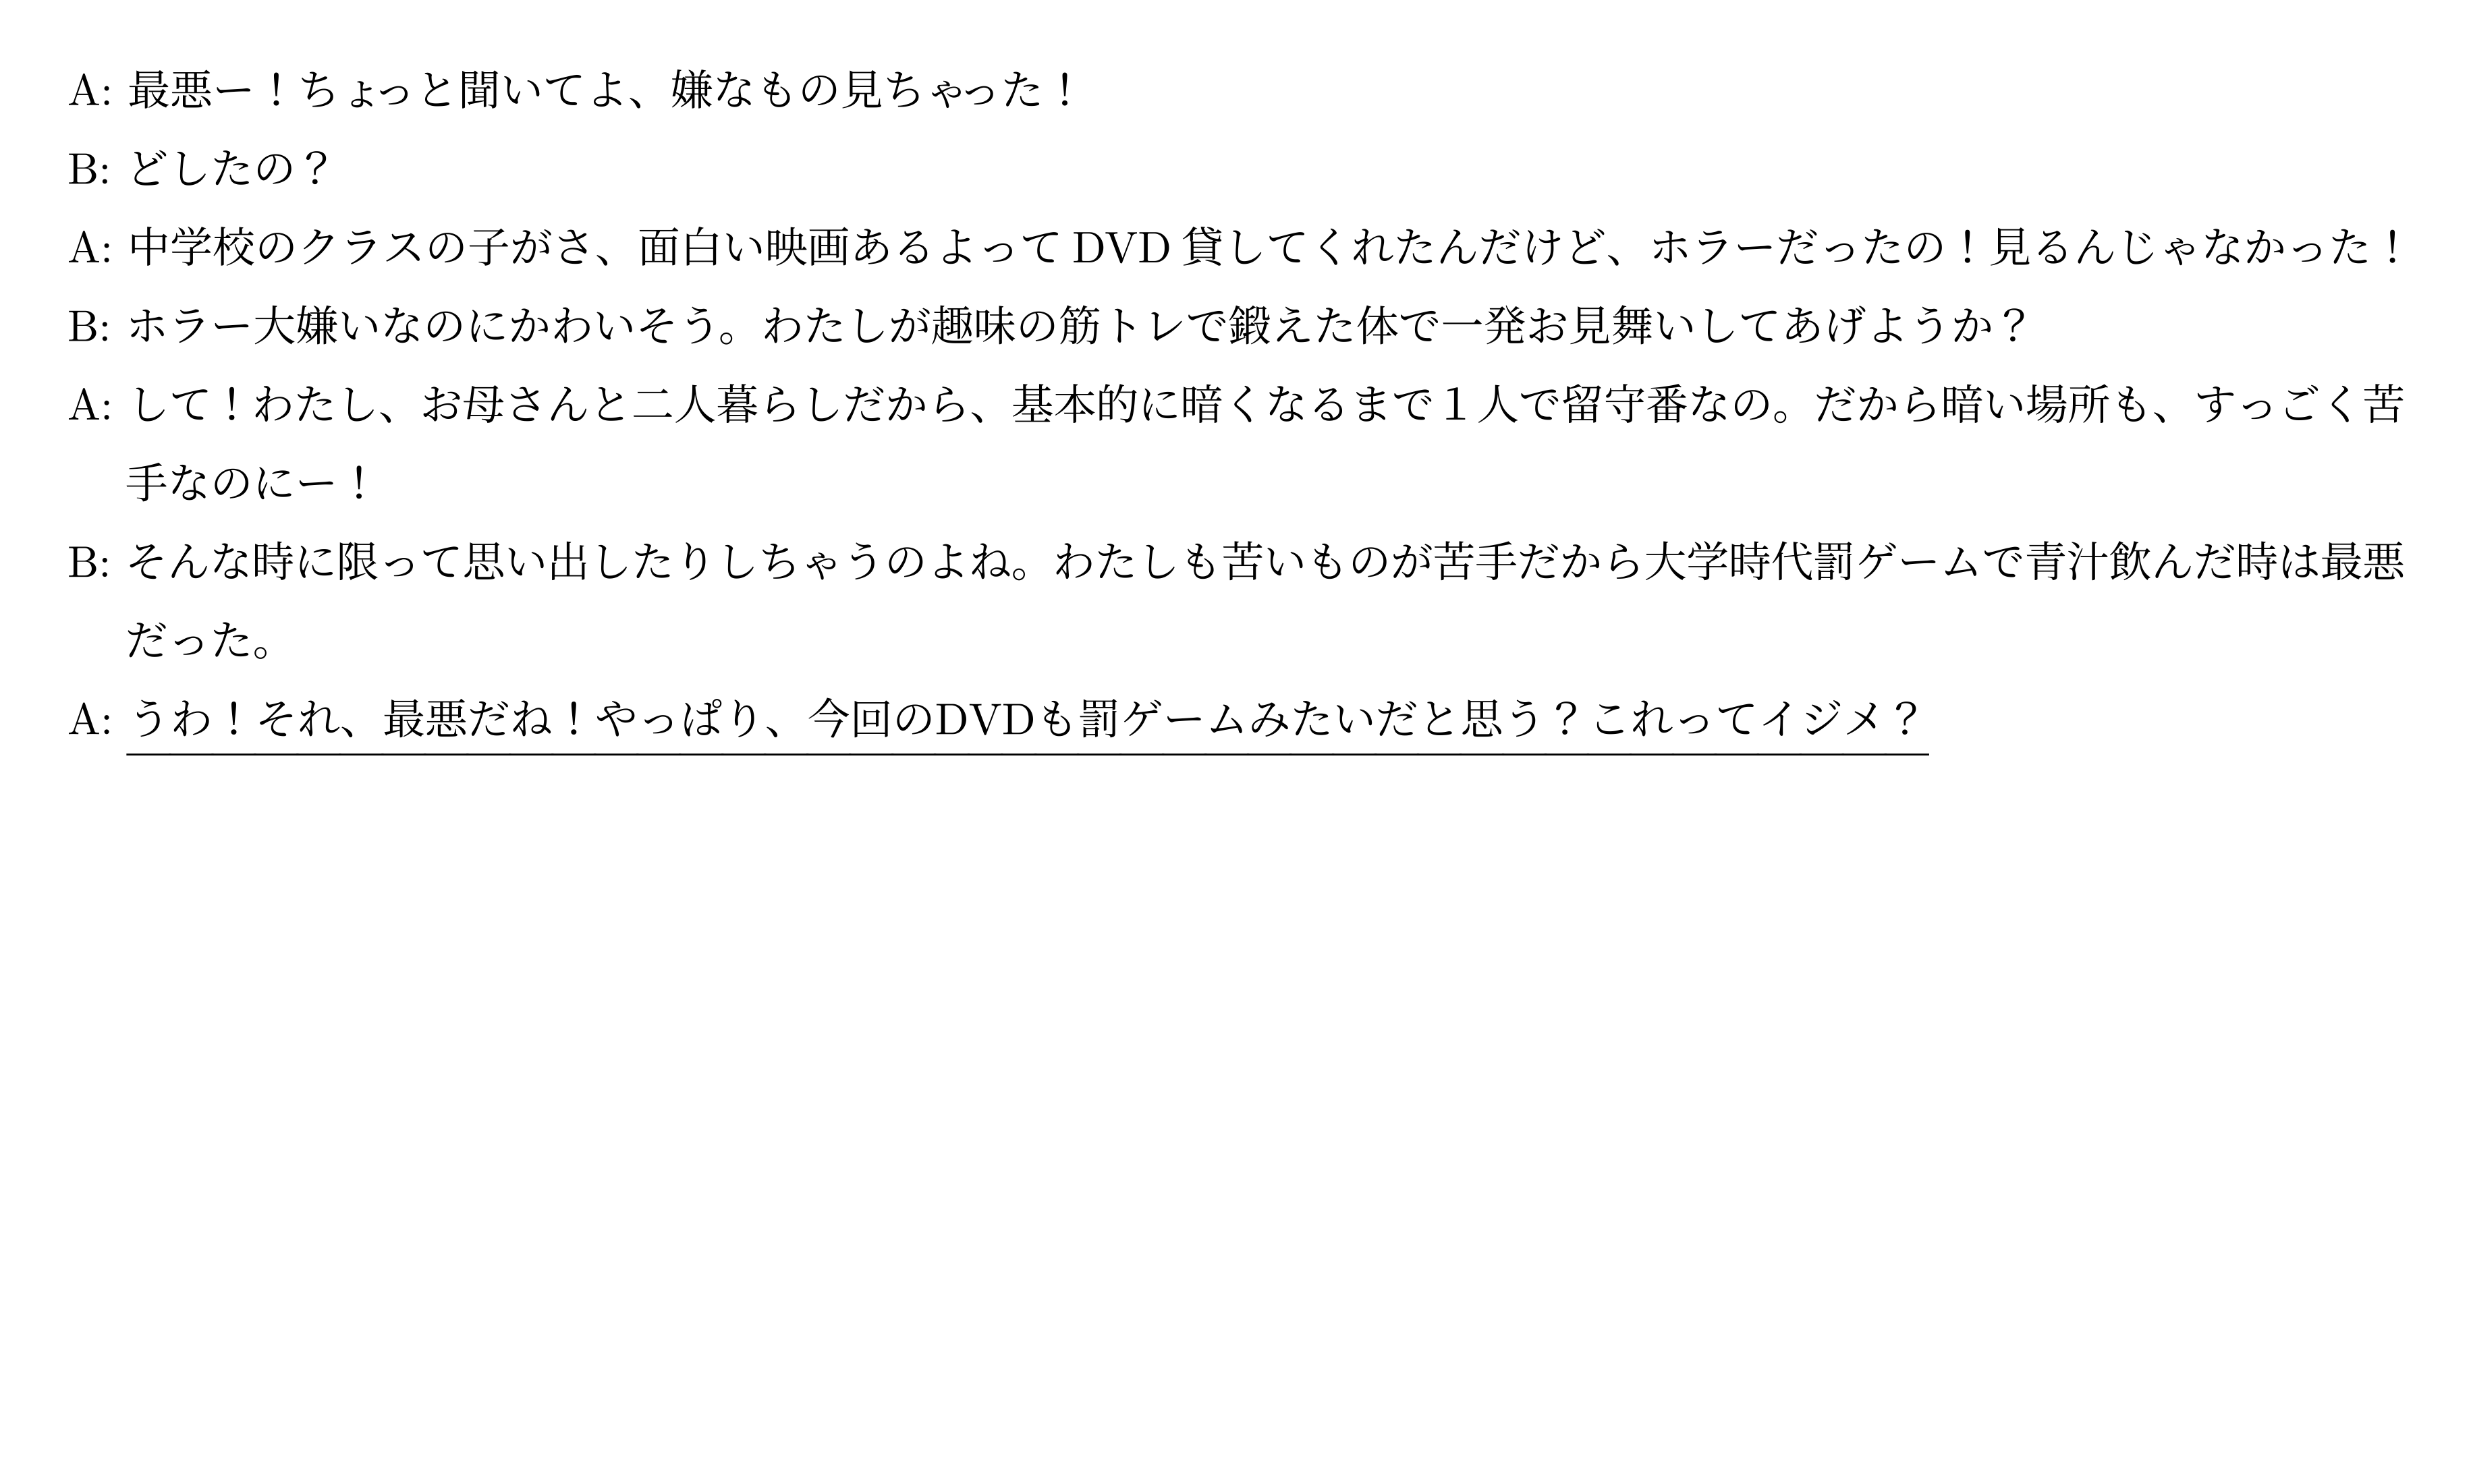 A: 最悪ー！ちょっと聞いてよ、嫌なもの見ちゃった！
B: どしたの？
A: 中学校のクラスの子がさ、面白い映画あるよって DVD 貸してくれたんだけど、ホラーだったの！見るんじゃなかった！
B: ホラー大嫌いなのにかわいそう。わたしが趣味の筋トレで鍛えた体で一発お見舞いしてあげようか？
A: して！わたし、お母さんと二人暮らしだから、基本的に暗くなるまで 1 人で留守番なの。だから暗い場所も、すっごく苦
手なのにー！
B: そんな時に限って思い出したりしちゃうのよね。わたしも苦いものが苦手だから大学時代罰ゲームで青汁飲んだ時は最悪
だった。
A: うわ！それ、最悪だね！やっぱり、今回のDVDも罰ゲームみたいだと思う？これってイジメ？